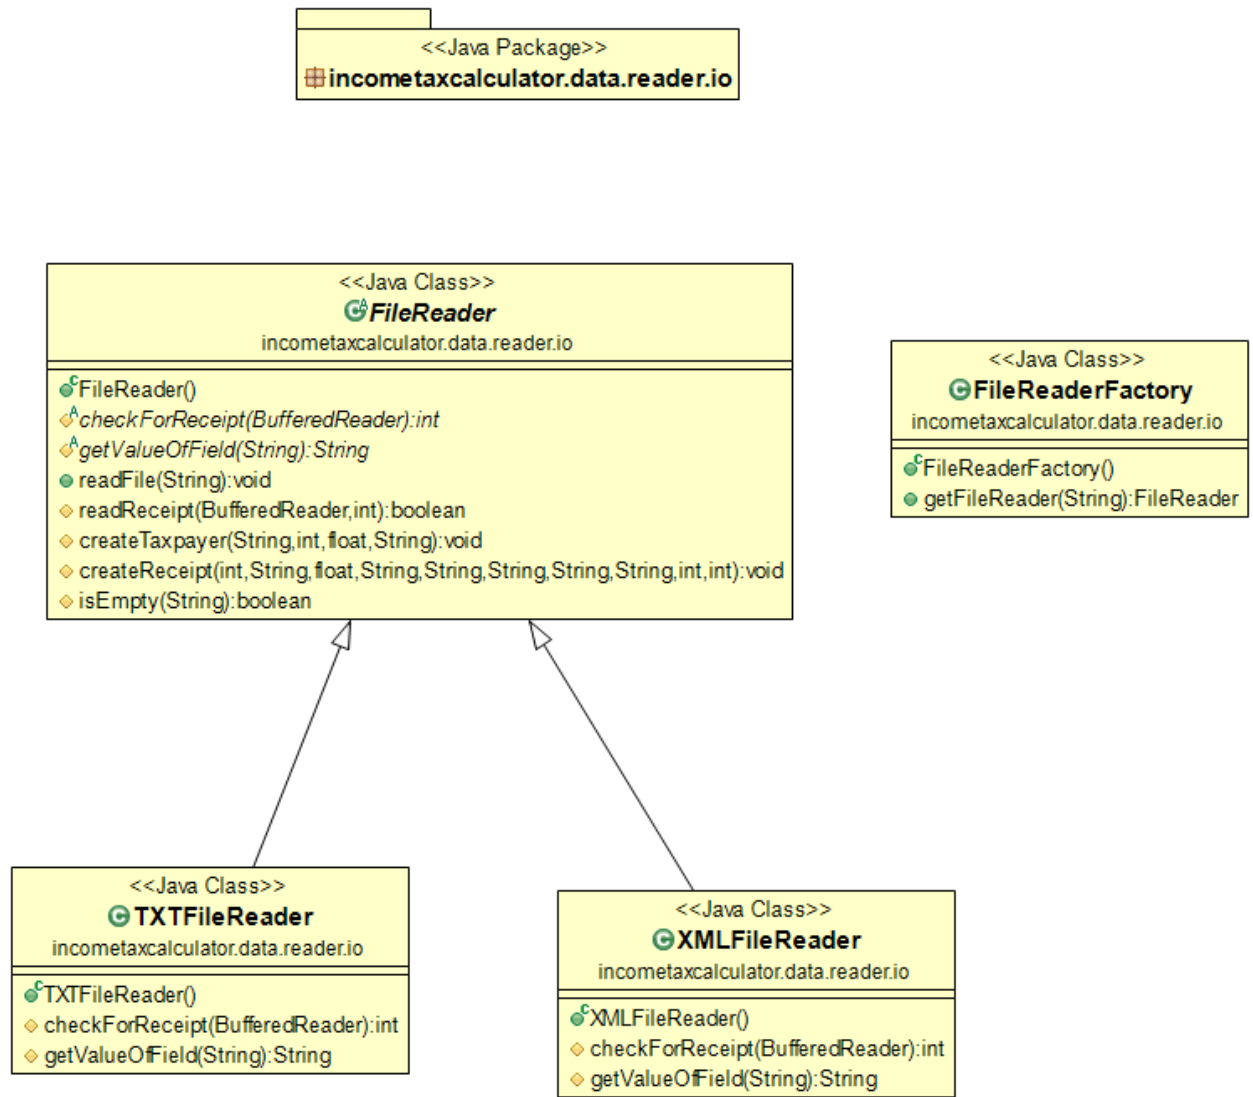 <<Java Package>>
incometaxcalculator.data.reader.io
<<Java Class>>
FileReader
incometaxcalculator.data.reader.io
FileReader()
checkForReceipt(BufferedReader):int
getValueOfField(String):String
readFile(String):void
readReceipt(BufferedReader,int):boolean
createTaxpayer(String,int,float,String):void
createReceipt(int,String,float,String,String,String,String,String,int,int):void
isEmpty(String):boolean
<<Java Class>>
FileReaderFactory
incometaxcalculator.data.reader.io
FileReaderFactory()
getFileReader(String):FileReader
<<Java Class>>
TXTFileReader
incometaxcalculator.data.reader.io
TXTFileReader()
checkForReceipt(BufferedReader):int
getValueOfField(String):String
<<Java Class>>
XMLFileReader
incometaxcalculator.data.reader.io
XMLFileReader()
checkForReceipt(BufferedReader):int
getValueOfField(String):String